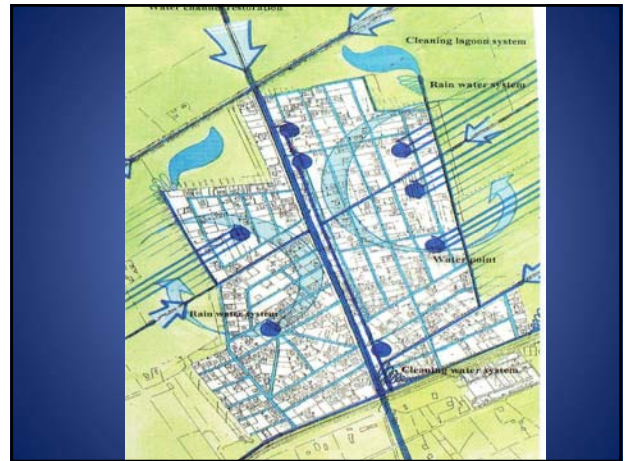 Water channel restoration
Cleaning lagoon system
Rain water system
Water point
Rain water
system
Cleaning water system